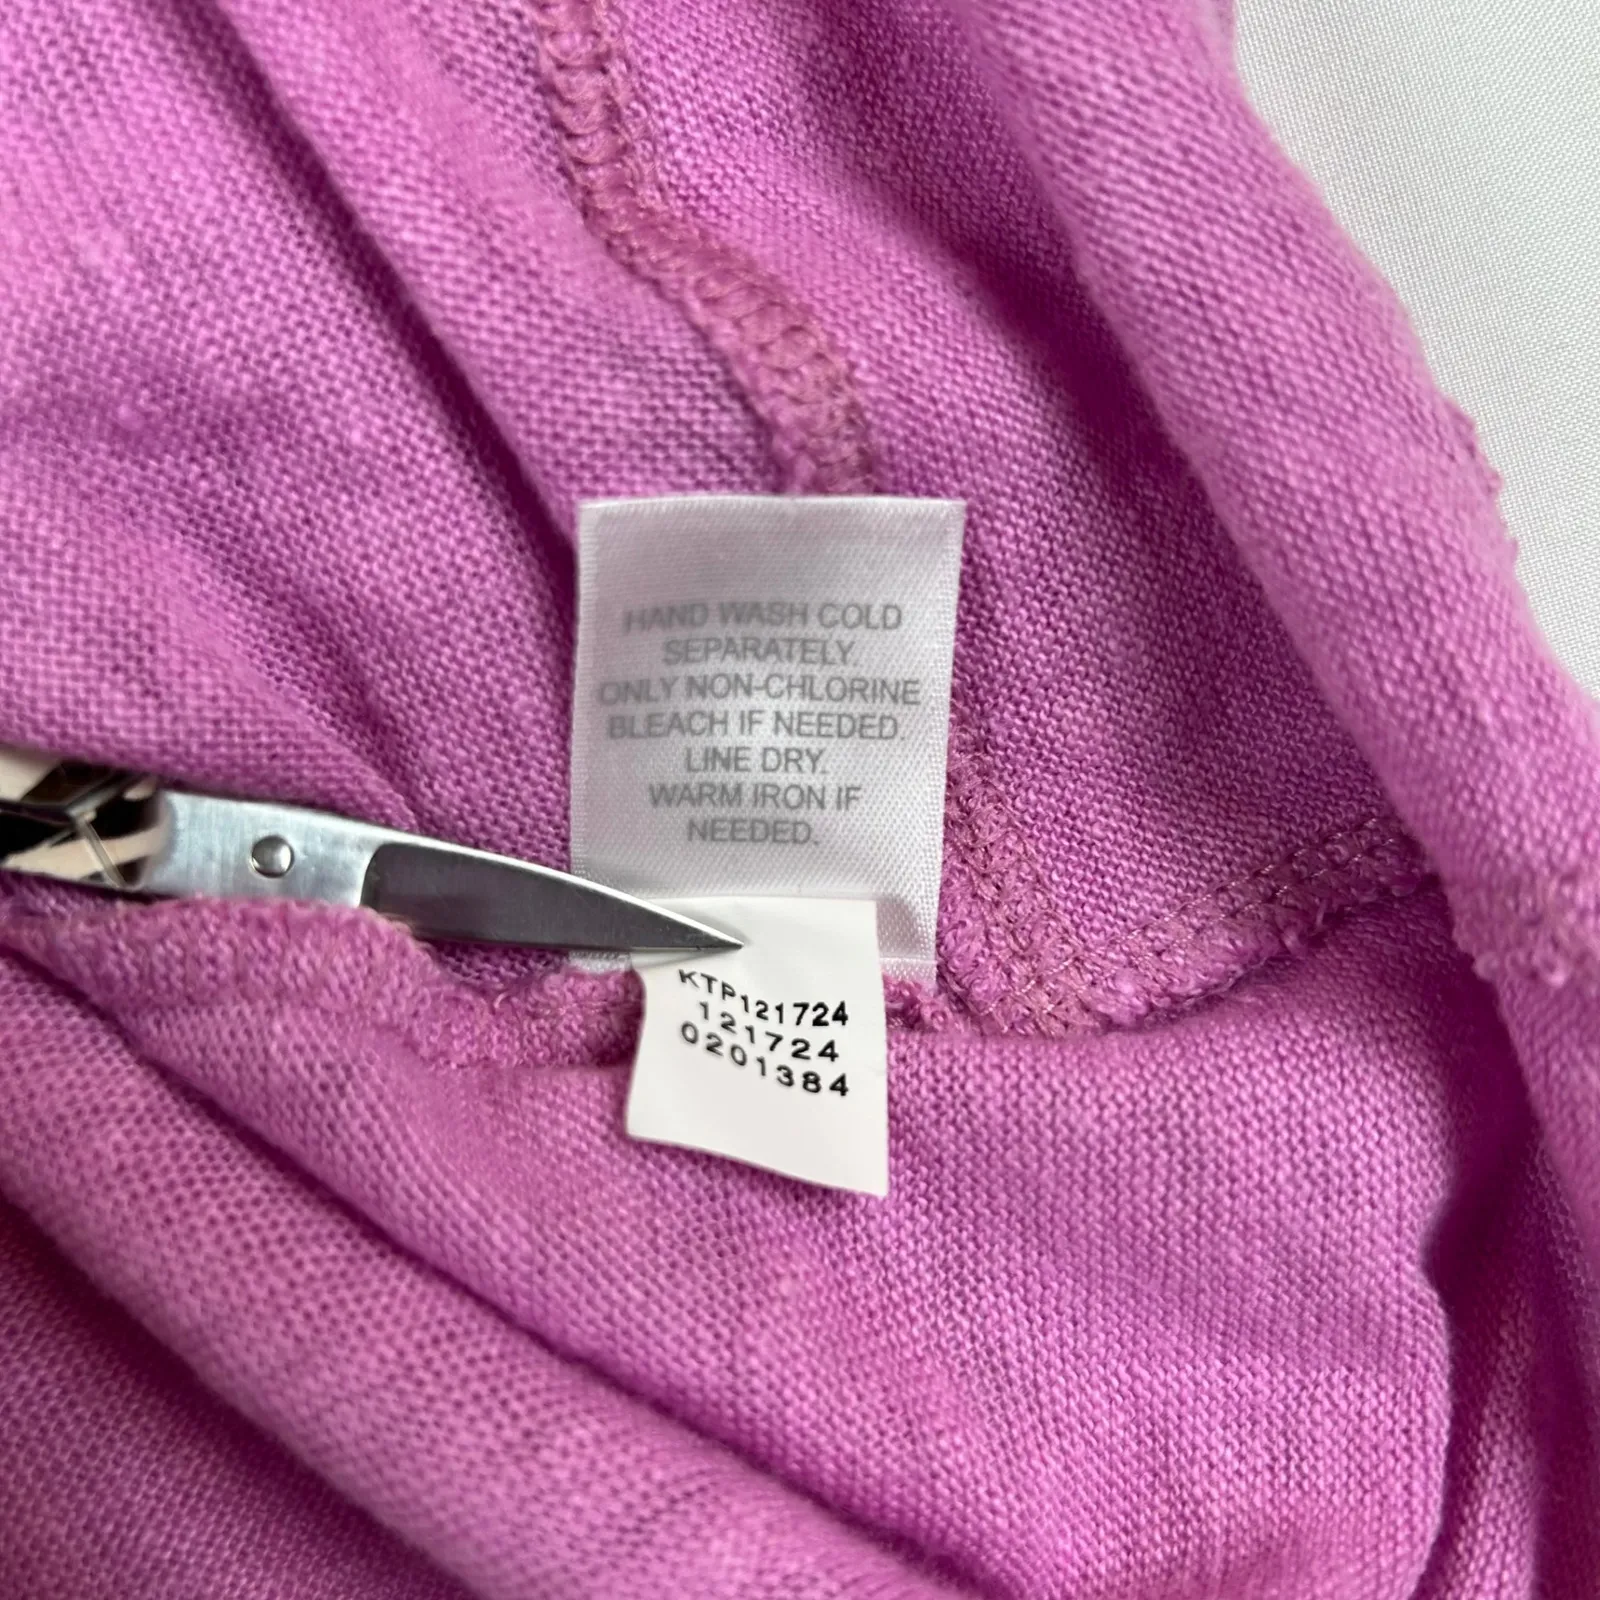 HAND WASH COLD
SEPARATELY.
ONLY NON-CHLORINE
BLEACH IF NEEDED.
LINE DRY.
WARM IRON IF
NEEDED.
KTP121724
121724
0201384